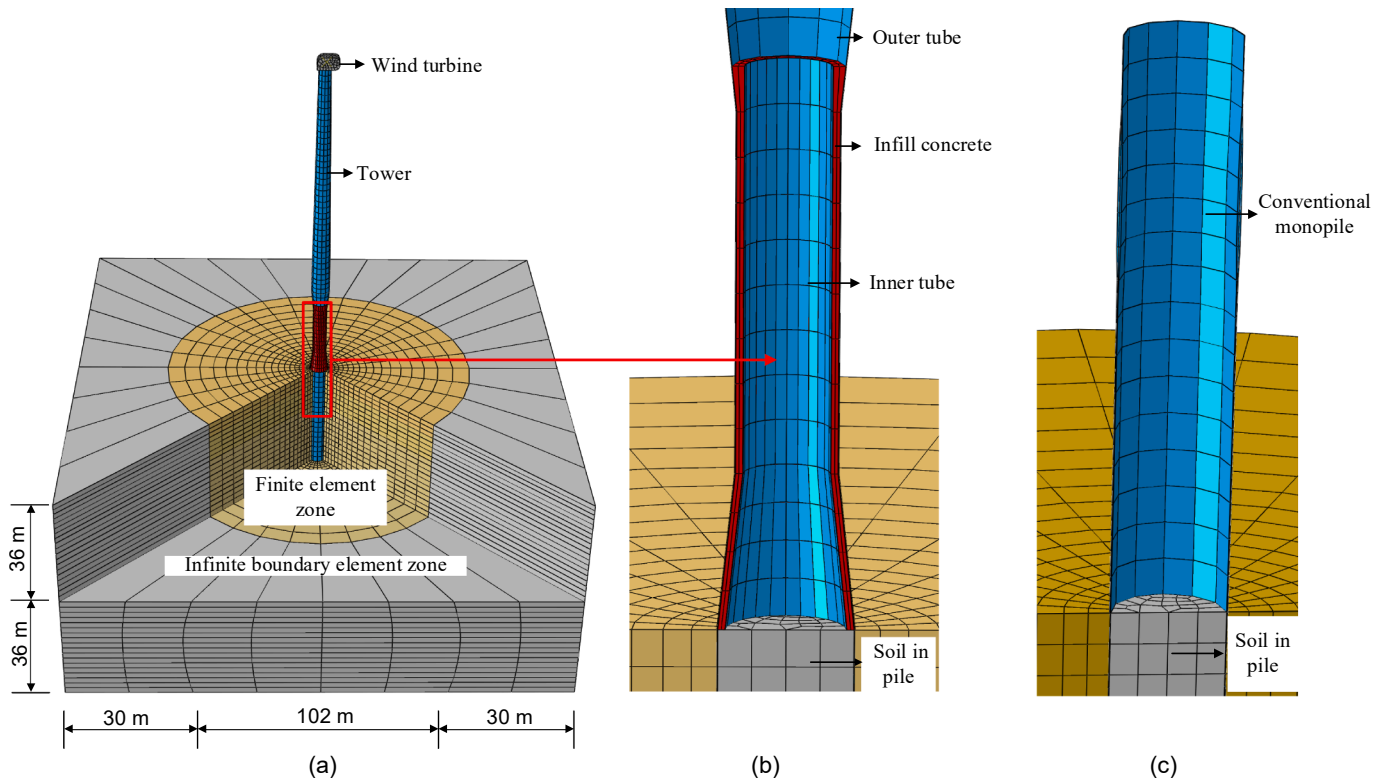 Wind turbine
Tower
Finite element
zone
Infinite boundary element zone
36 m
36 m
30 m
102 m
30 m
(a)
Outer tube
Infill concrete
Inner tube
Soil in
pile
(b)
Conventional
monopile
Soil in
pile
(c)